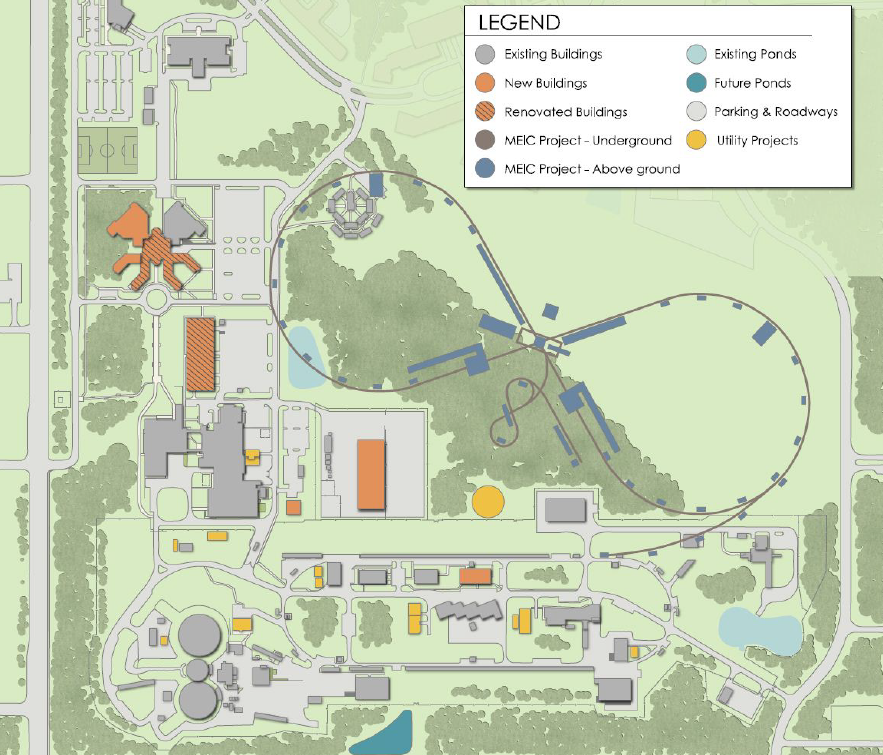 LEGEND
Existing Buildings
New Buildings
Renovated Buildings
MEIC Project - Underground
MEIC Project - Above ground
Existing Ponds
Future Ponds
Parking & Roadways
Utility Projects